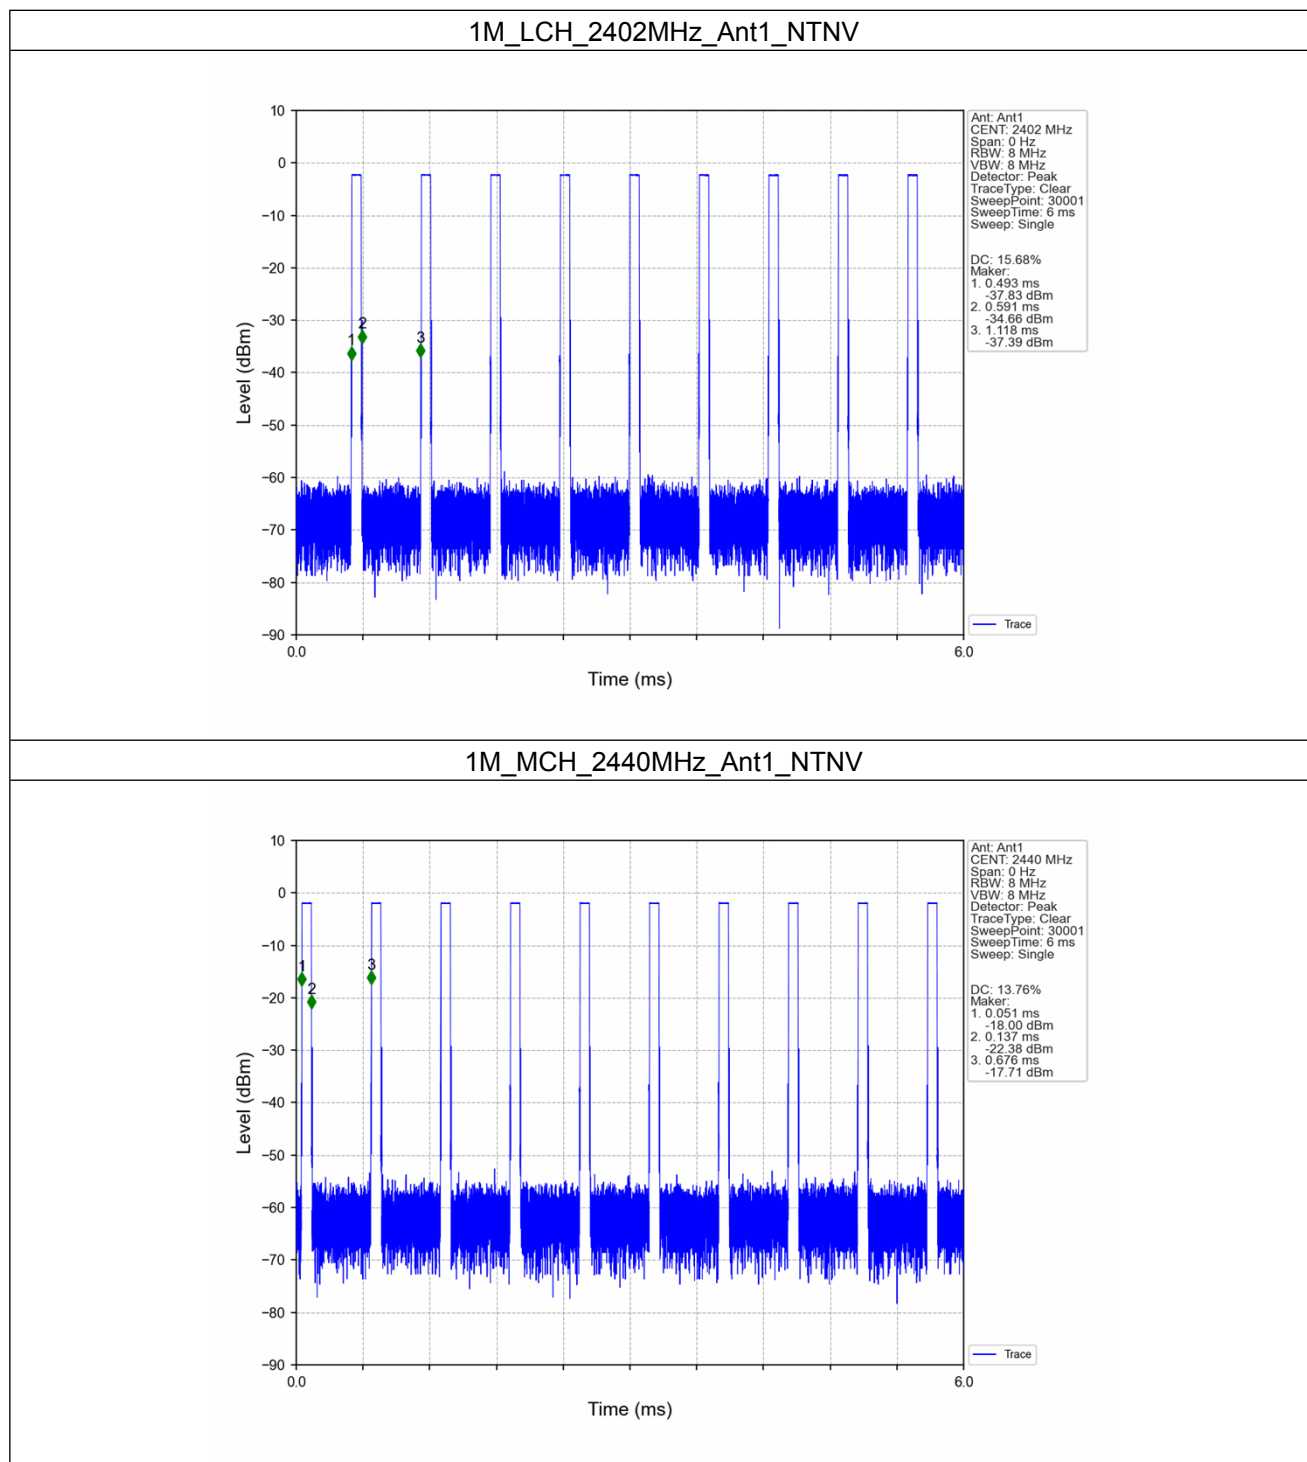 1M_LCH_2402MHz_Ant1_NTNV
10
0
−10
−20
−30
−40
−50
−60
−70
−80
−90
Level (dBm)
1
2
3
0.0
6.0
Time (ms)
Ant: Ant1
CENT: 2402 MHz
Span: 0 Hz
RBW: 8 MHz
VBW: 8 MHz
Detector: Peak
TraceType: Clear
SweepPoint: 30001
SweepTime: 6 ms
Sweep: Single
DC: 15.68%
Maker:
1. 0.493 ms
-37.83 dBm
2. 0.591 ms
-34.66 dBm
3. 1.118 ms
-37.39 dBm
Trace
1M_MCH_2440MHz_Ant1_NTNV
10
0
−10
−20
−30
−40
−50
−60
−70
−80
−90
Level (dBm)
1
2
3
0.0
6.0
Time (ms)
Ant: Ant1
CENT: 2440 MHz
Span: 0 Hz
RBW: 8 MHz
VBW: 8 MHz
Detector: Peak
TraceType: Clear
SweepPoint: 30001
SweepTime: 6 ms
Sweep: Single
DC: 13.76%
Maker:
1. 0.051 ms
-18.00 dBm
2. 0.137 ms
-22.38 dBm
3. 0.676 ms
-17.71 dBm
Trace